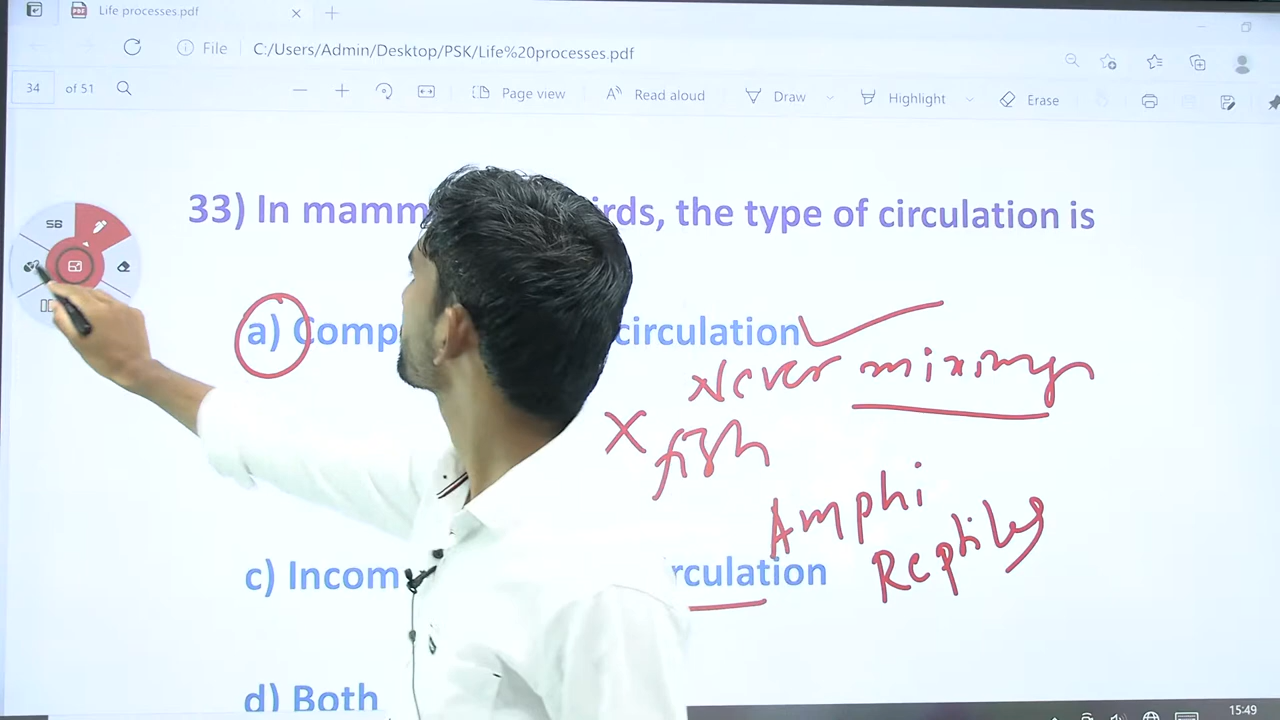 Life processes.pdf
File C:/Users/Admin/Desktop/PSK/Life%20processes.pdf
34 of 51 Page view Read aloud Draw Highlight Erase
33) In mamm irds, the type of circulation is
SB
a) Comp circulation
Never mixing
X fish
Amphi
Reptiles
c) Incom rculation
d) Both
15:49